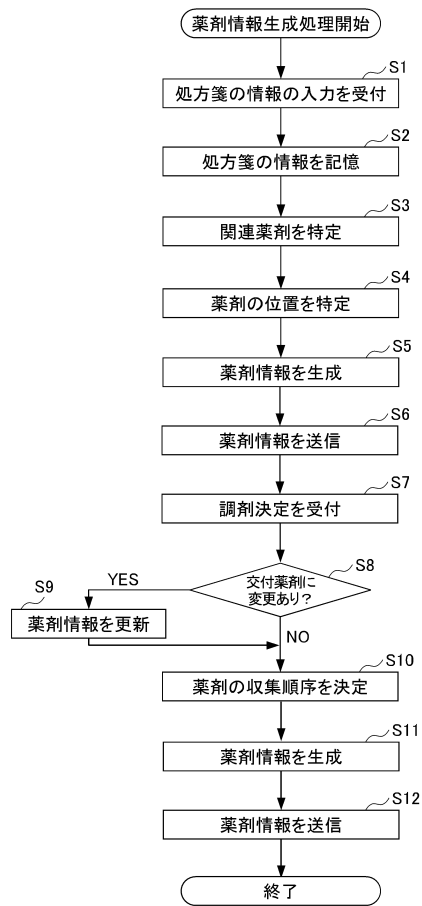 薬剤情報生成処理開始
S1
処方箋の情報の入力を受付
S2
処方箋の情報を記憶
S3
関連薬剤を特定
S4
薬剤の位置を特定
S5
薬剤情報を生成
S6
薬剤情報を送信
S7
調剤決定を受付
S8
交付薬剤に
変更あり？
YES
S9
薬剤情報を更新
NO
S10
薬剤の収集順序を決定
S11
薬剤情報を生成
S12
薬剤情報を送信
終了